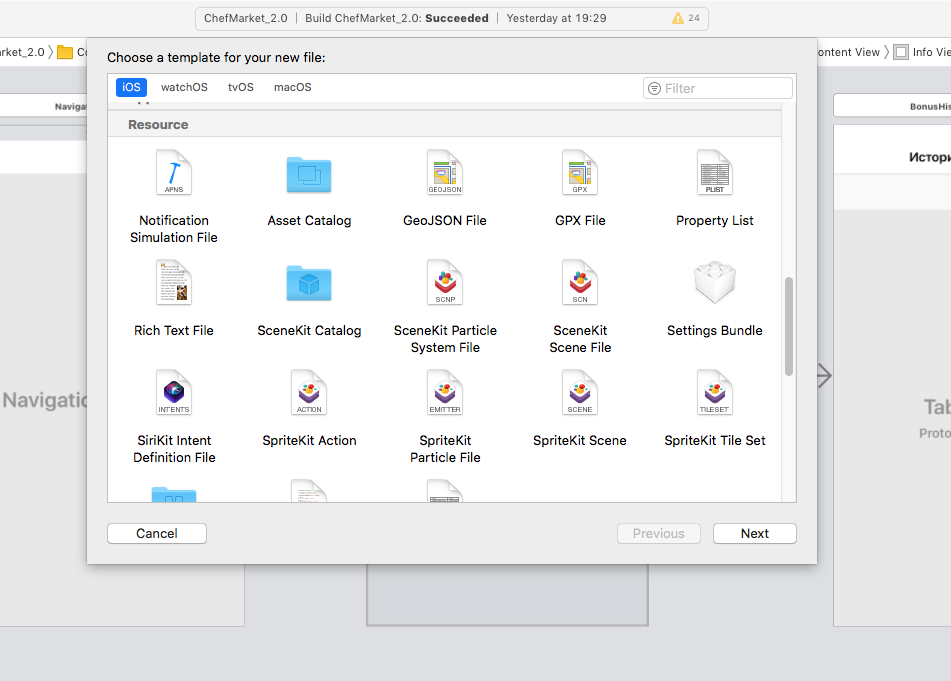 ChefMarket_2.0 | Build ChefMarket_2.0: Succeeded | Yesterday at 19:29 24
rket_2.0 Co
ontent View Info Vie
Choose a template for your new file:
iOS watchOS tvOS macOS Filter
Naviga
BonusHis
Resource
Истори
APNS GEOJSON GPX PLIST
Notification
Simulation File
Asset Catalog
GeoJSON File
GPX File
Property List
SCNP SCN
Rich Text File
SceneKit Catalog
SceneKit Particle
System File
SceneKit
Scene File
Settings Bundle
Navigatio
Tab
Proto
INTENTS ACTION EMITTER SCENE TILESET
SiriKit Intent
Definition File
SpriteKit Action
SpriteKit
Particle File
SpriteKit Scene
SpriteKit Tile Set
Cancel Previous Next